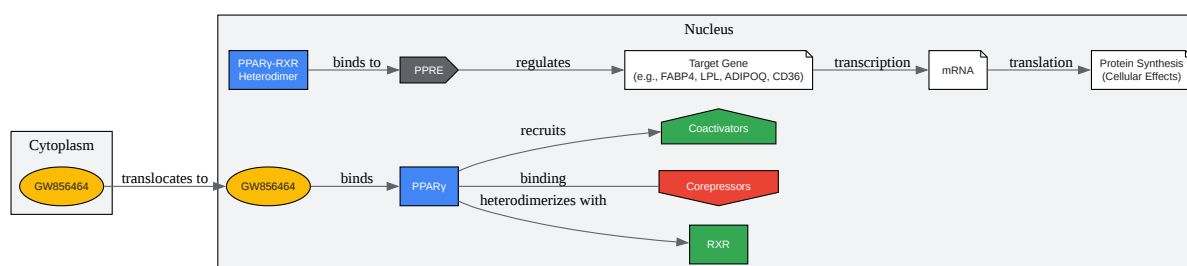 Nucleus
PPARγ-RXR
Heterodimer
binds to
PPRE
regulates
Target Gene
(e.g., FABP4, LPL, ADIPOQ, CD36)
transcription
mRNA
translation
Protein Synthesis
(Cellular Effects)
Cytoplasm
GW856464
translocates to
GW856464
binds
PPARγ
recruits
Coactivators
binding
Corepressors
heterodimerizes with
RXR